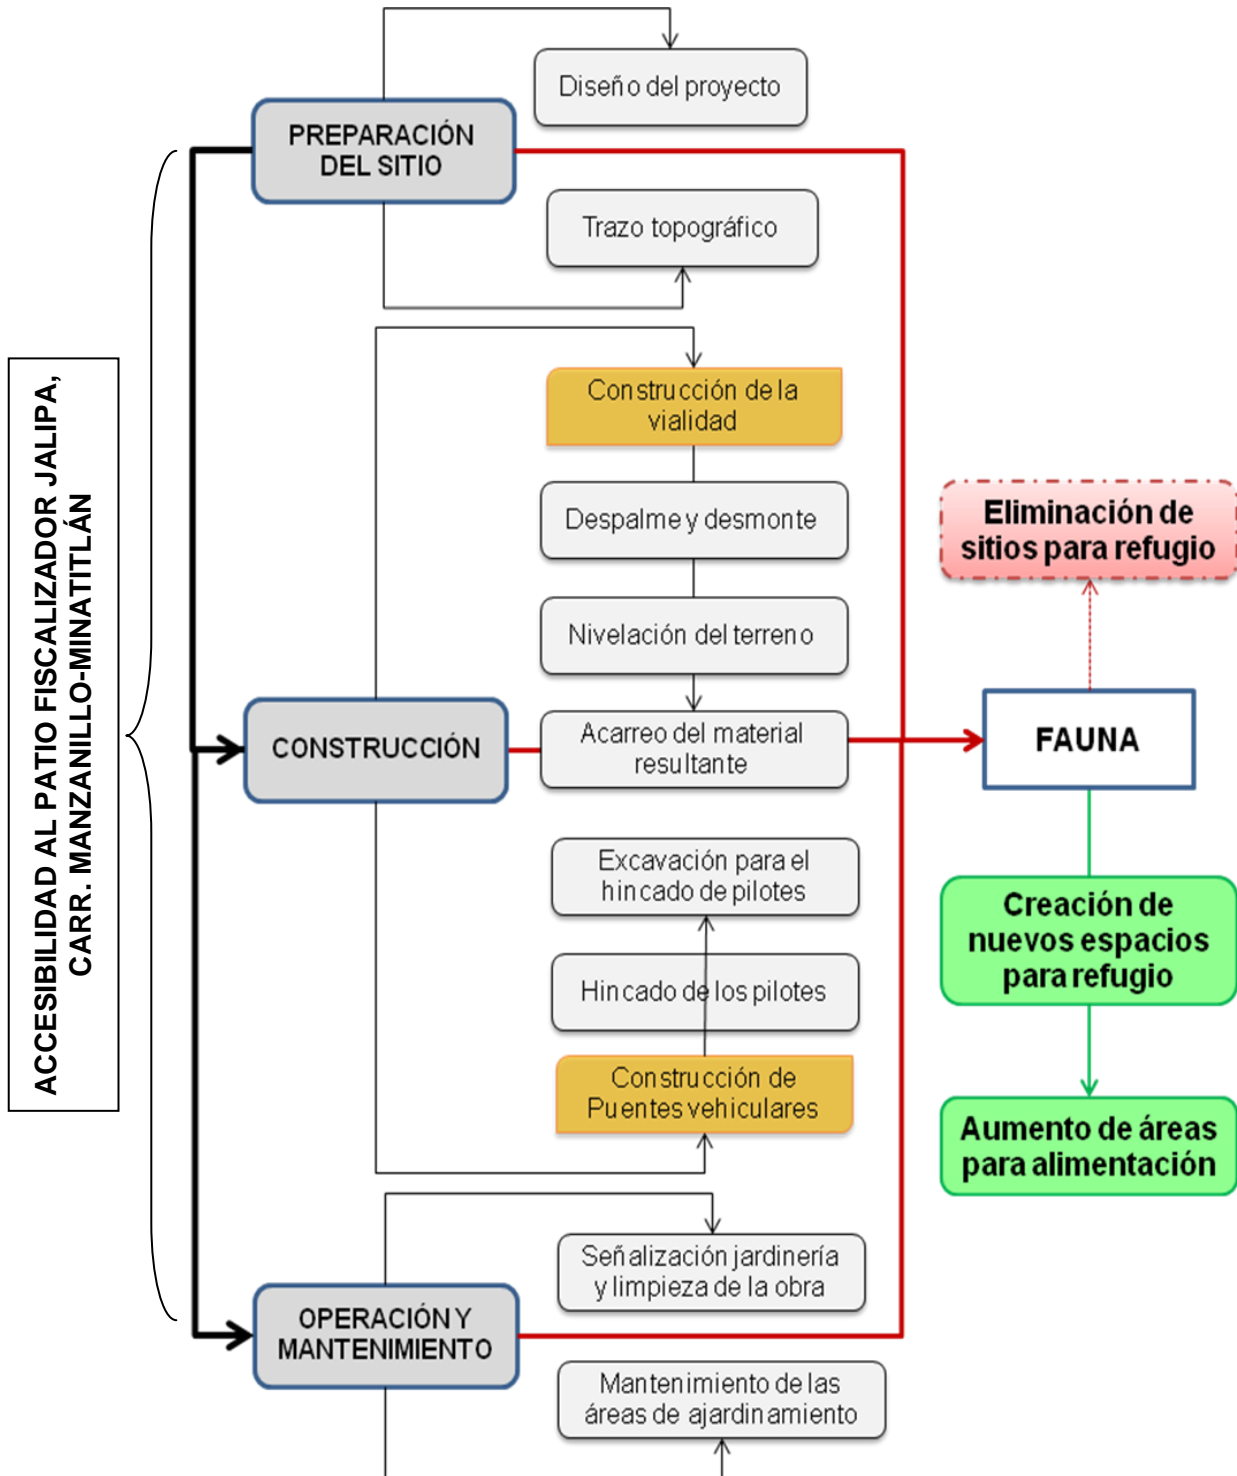 ACCESIBILIDAD AL PATIO FISCALIZADOR JALIPA,
CARR. MANZANILLO-MINATITLÁN
Diseño del proyecto
PREPARACIÓN
DEL SITIO
Trazo topográfico
Construcción de la
vialidad
Despalme y desmonte
Nivelación del terreno
CONSTRUCCIÓN
Acarreo del material
resultante
Excavación para el
hincado de pilotes
Hincado de los pilotes
Construcción de
Puentes vehiculares
Señalización jardinería
y limpieza de la obra
OPERACIÓN Y
MANTENIMIENTO
Mantenimiento de las
áreas de ajardinamiento
Eliminación de
sitios para refugio
FAUNA
Creación de
nuevos espacios
para refugio
Aumento de áreas
para alimentación